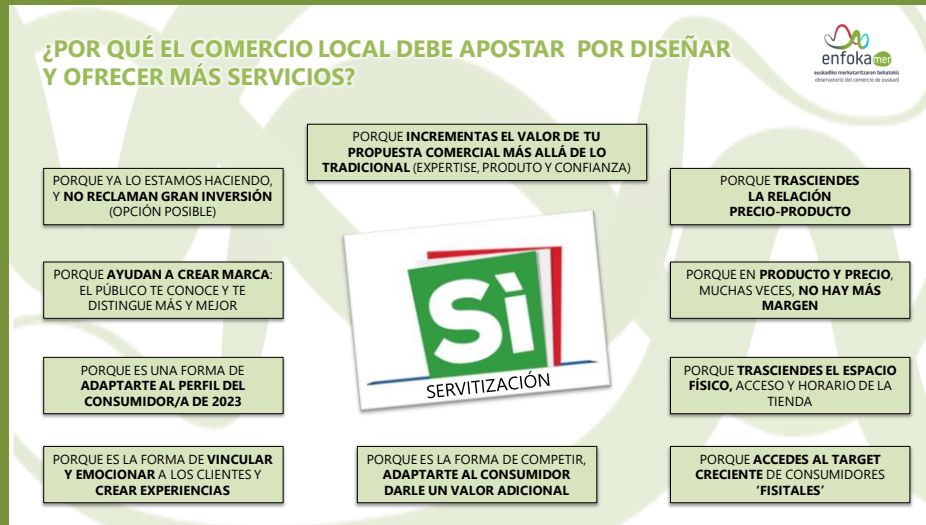 ¿POR QUÉ EL COMERCIO LOCAL DEBE APOSTAR POR DISEÑAR
Y OFRECER MÁS SERVICIOS?
enfokamer
euskadiko merkataritzaren behatokia
observatorio del comercio de euskadi
PORQUE INCREMENTAS EL VALOR DE TU
PROPUESTA COMERCIAL MÁS ALLÁ DE LO
TRADICIONAL (EXPERTISE, PRODUTO Y CONFIANZA)
PORQUE YA LO ESTAMOS HACIENDO,
Y NO RECLAMAN GRAN INVERSIÓN
(OPCIÓN POSIBLE)
PORQUE TRASCIENDES
LA RELACIÓN
PRECIO-PRODUCTO
PORQUE AYUDAN A CREAR MARCA:
EL PÚBLICO TE CONOCE Y TE
DISTINGUE MÁS Y MEJOR
Sì
SERVITIZACIÓN
PORQUE EN PRODUCTO Y PRECIO,
MUCHAS VECES, NO HAY MÁS
MARGEN
PORQUE ES UNA FORMA DE
ADAPTARTE AL PERFIL DEL
CONSUMIDOR/A DE 2023
PORQUE TRASCIENDES EL ESPACIO
FÍSICO, ACCESO Y HORARIO DE LA
TIENDA
PORQUE ES LA FORMA DE VINCULAR
Y EMOCIONAR A LOS CLIENTES Y
CREAR EXPERIENCIAS
PORQUE ES LA FORMA DE COMPETIR,
ADAPTARTE AL CONSUMIDOR
DARLE UN VALOR ADICIONAL
PORQUE ACCEDES AL TARGET
CRECIENTE DE CONSUMIDORES
‘FISITALES’